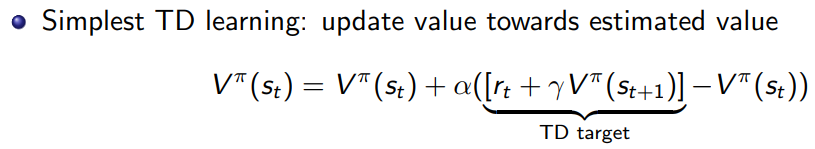 Simplest TD learning: update value towards estimated value
V^π(s_t) = V^π(s_t) + α([r_t + γV^π(s_{t+1})] − V^π(s_t))
TD target